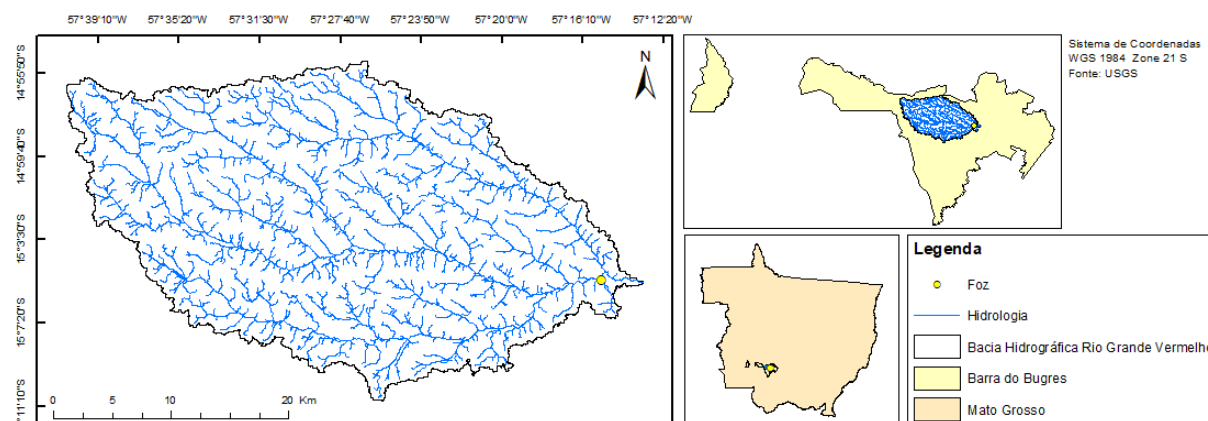 57°39'10"W 57°35'20"W 57°31'30"W 57°27'40"W 57°23'50"W 57°20'0"W 57°16'10"W 57°12'20"W
14°55'50"S
14°59'40"S
15°3'30"S
15°7'20"S
5°11'10"S
N
0 5 10 20 Km
Sistema de Coordenadas
WGS 1984 Zone 21 S
Fonte: USGS
Legenda
Foz
Hidrologia
Bacia Hidrográfica Rio Grande Vermelho
Barra do Bugres
Mato Grosso